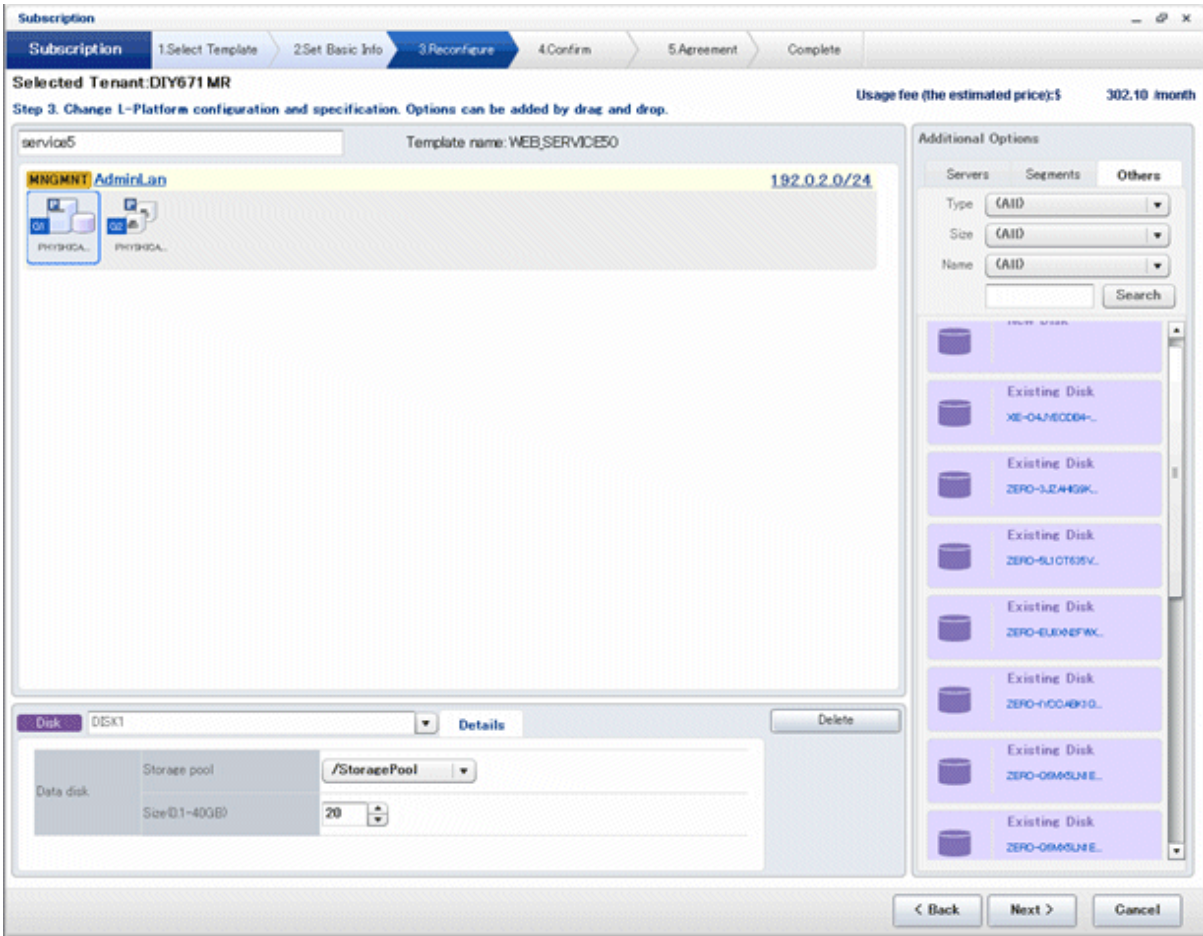 Subscription
Subscription 1.Select Template 2.Set Basic Info 3.Reconfigure 4.Confirm 5.Agreement Complete
Selected Tenant:DIY671MR
Usage fee (the estimated price):$ 302.10 /month
Step 3. Change L-Platform configuration and specification. Options can be added by drag and drop.
service5 Template name: WEB_SERVICE50
MNGMNT AdminLan 192.0.2.0/24
PHYSICA... PHYSICA...
Additional Options
Servers Segments Others
Type (All)
Size (All)
Name (All)
Search
New Disk
Existing Disk
Existing Disk
Existing Disk
Existing Disk
Existing Disk
Existing Disk
Existing Disk
Disk DISK1 Details Delete
Data disk
Storage pool /StoragePool
Size(0.1-40GB) 20
< Back Next > Cancel